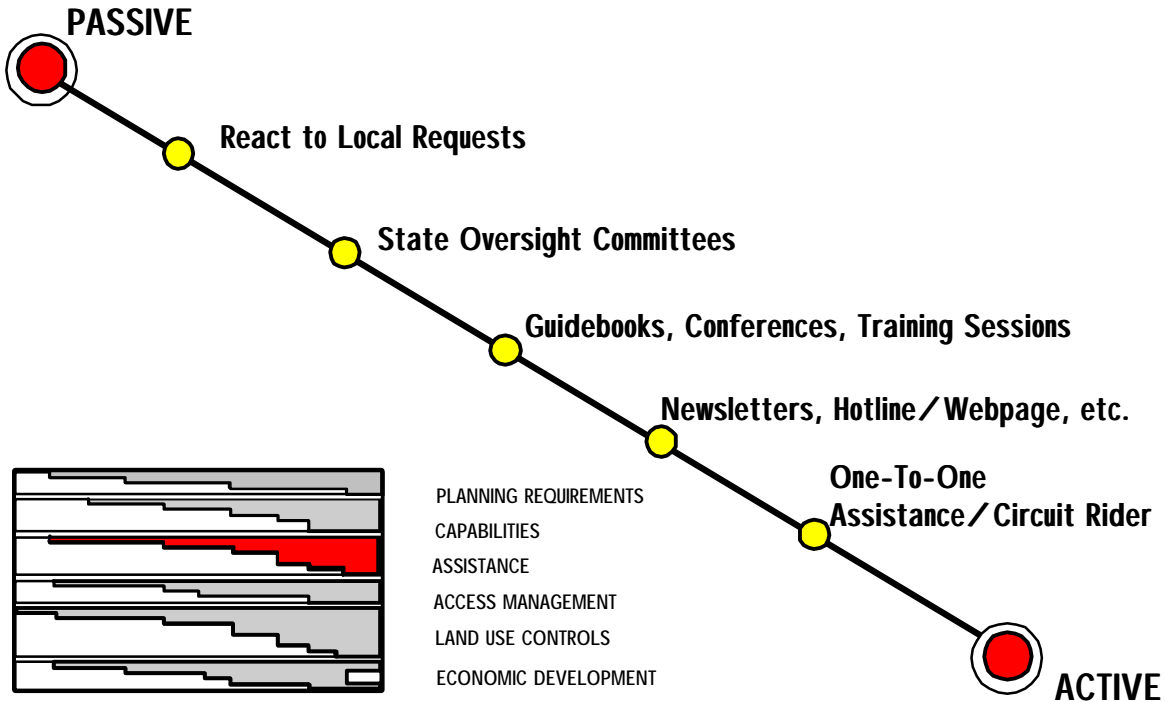 PASSIVE
React to Local Requests
State Oversight Committees
Guidebooks, Conferences, Training Sessions
Newsletters, Hotline/Webpage, etc.
One-To-One
Assistance/Circuit Rider
ACTIVE
PLANNING REQUIREMENTS
CAPABILITIES
ASSISTANCE
ACCESS MANAGEMENT
LAND USE CONTROLS
ECONOMIC DEVELOPMENT